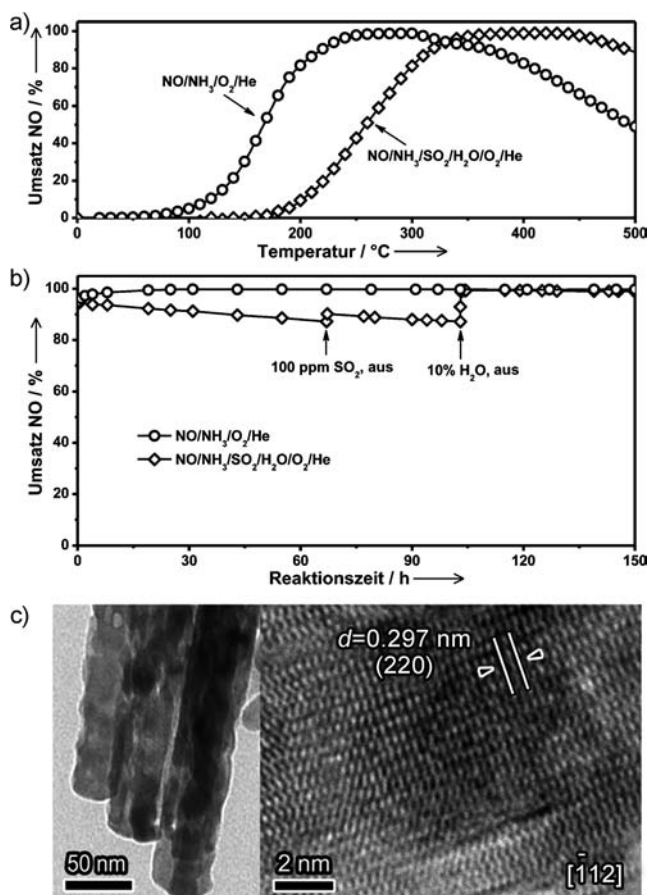 a)
Umsatz NO / %
100
80
60
40
20
0
NO/NH₃/O₂/He
NO/NH₃/SO₂/H₂O/O₂/He
0 100 200 300 400 500
Temperatur / °C
b)
Umsatz NO / %
100
80
60
40
20
0
100 ppm SO₂, aus
10% H₂O, aus
NO/NH₃/O₂/He
NO/NH₃/SO₂/H₂O/O₂/He
0 30 60 90 120 150
Reaktionszeit / h
c)
50 nm
d=0.297 nm
(220)
2 nm
[1̄12]